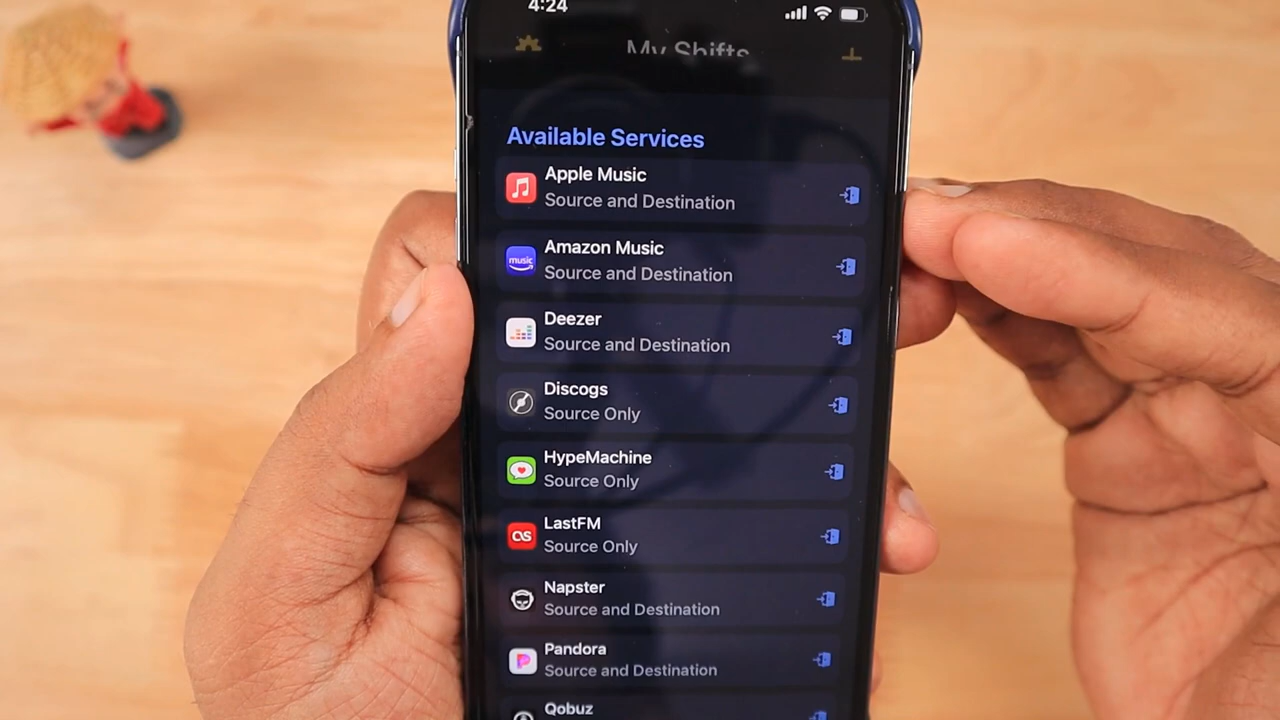 4:24
My Shifts
Available Services
Apple Music
Source and Destination
music
Amazon Music
Source and Destination
Deezer
Source and Destination
Discogs
Source Only
HypeMachine
Source Only
LastFM
Source Only
Napster
Source and Destination
Pandora
Source and Destination
Qobuz